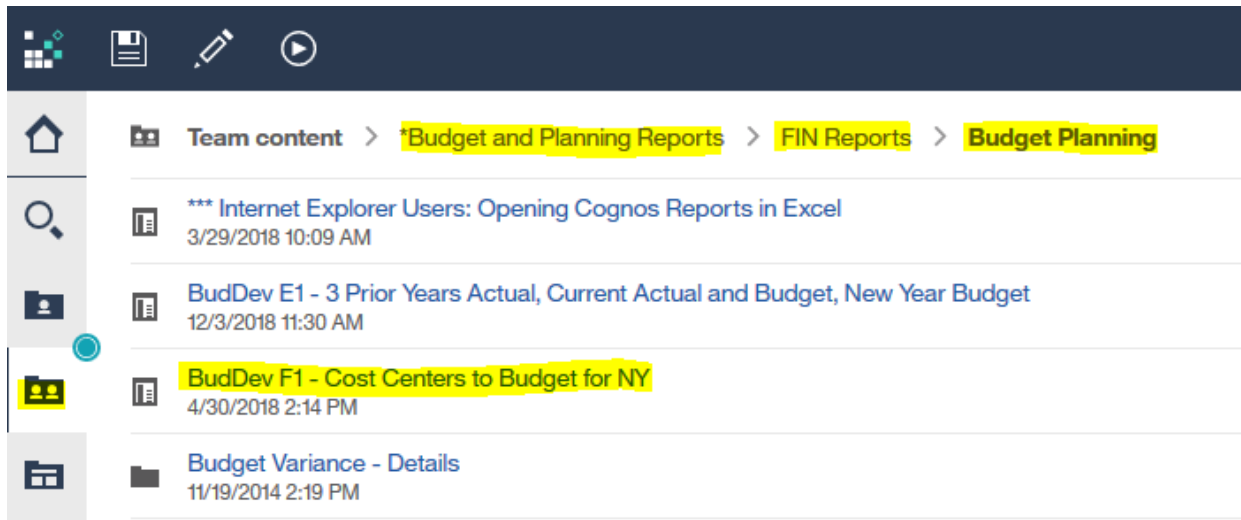 Team content > *Budget and Planning Reports > FIN Reports > Budget Planning
*** Internet Explorer Users: Opening Cognos Reports in Excel
3/29/2018 10:09 AM
BudDev E1 - 3 Prior Years Actual, Current Actual and Budget, New Year Budget
12/3/2018 11:30 AM
BudDev F1 - Cost Centers to Budget for NY
4/30/2018 2:14 PM
Budget Variance - Details
11/19/2014 2:19 PM